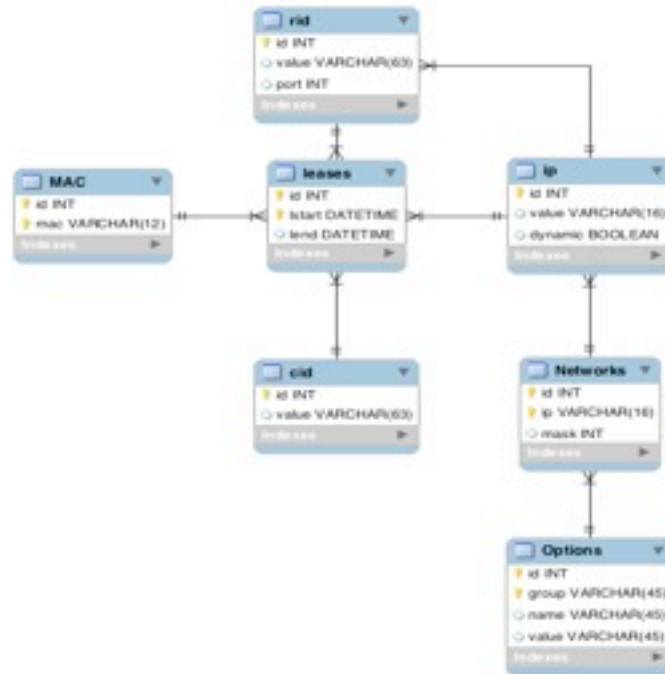 rid
id INT
value VARCHAR(63)
port INT
Indexes
MAC
id INT
mac VARCHAR(12)
Indexes
leases
id INT
lstart DATETIME
lend DATETIME
Indexes
ip
id INT
value VARCHAR(16)
dynamic BOOLEAN
Indexes
cid
id INT
value VARCHAR(63)
Indexes
Networks
id INT
ip VARCHAR(16)
mask INT
Indexes
Options
id INT
group VARCHAR(45)
name VARCHAR(45)
value VARCHAR(45)
Indexes